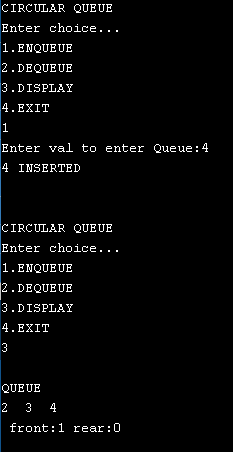 CIRCULAR QUEUE
Enter choice...
1.ENQUEUE
2.DEQUEUE
3.DISPLAY
4.EXIT
1
Enter val to enter Queue:4
4 INSERTED
CIRCULAR QUEUE
Enter choice...
1.ENQUEUE
2.DEQUEUE
3.DISPLAY
4.EXIT
3
QUEUE
2 3 4
front:1 rear:0